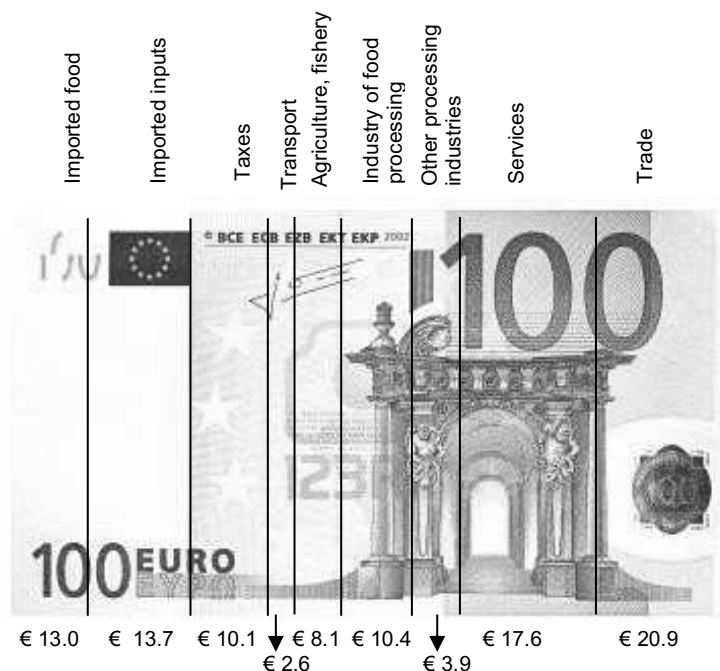 Imported food
Imported inputs
Taxes
Transport
Agriculture, fishery
Industry of food
processing
Other processing
industries
Services
Trade
© BCE ECB EZB EKT EKP 2002
100
123
100 EURO
ΕΥΡΩ
€ 13.0
€ 13.7
€ 10.1
€ 8.1
€ 10.4
€ 17.6
€ 20.9
€ 2.6
€ 3.9